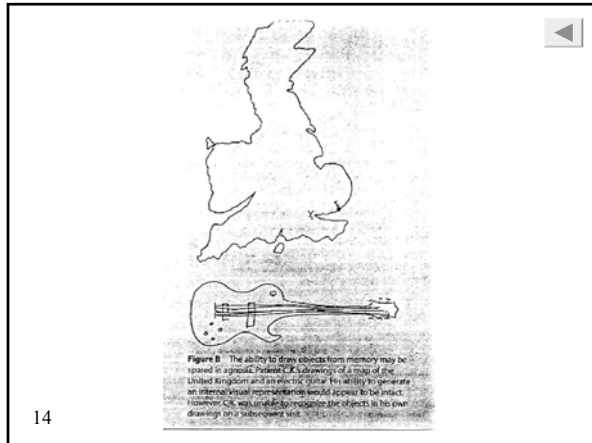 Figure B The ability to draw objects from memory may be
spared in agnosia. Patient C.K.'s drawings of a map of the
United Kingdom and an electric guitar. His ability to generate
an internal visual representation would appear to be intact.
However, C.K. was unable to recognize the objects in his own
drawings on a subsequent visit.
14